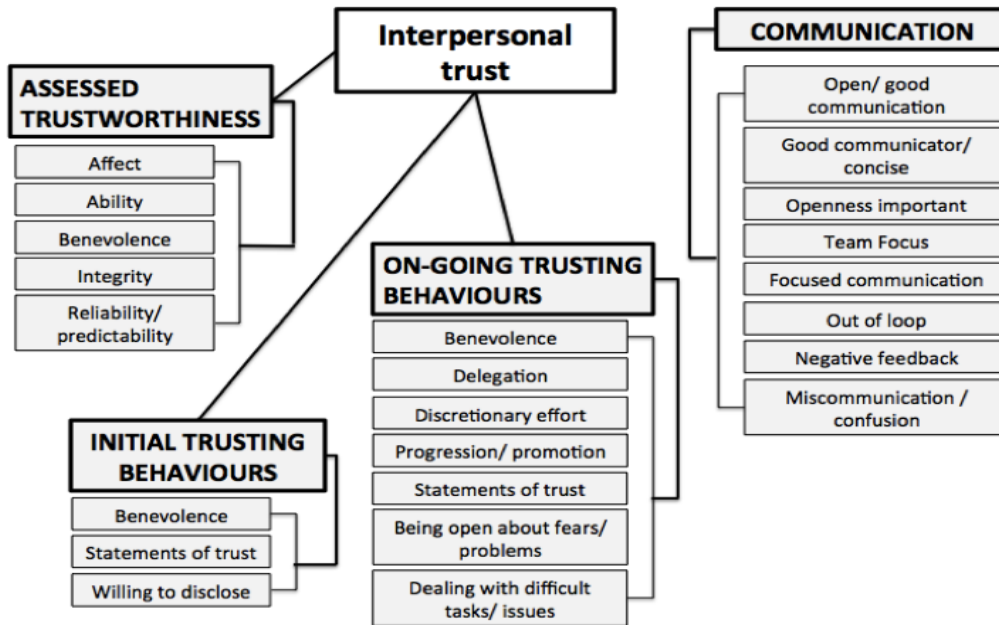 Interpersonal
trust
ASSESSED
TRUSTWORTHINESS
Affect
Ability
Benevolence
Integrity
Reliability/
predictability
INITIAL TRUSTING
BEHAVIOURS
Benevolence
Statements of trust
Willing to disclose
ON-GOING TRUSTING
BEHAVIOURS
Benevolence
Delegation
Discretionary effort
Progression/ promotion
Statements of trust
Being open about fears/
problems
Dealing with difficult
tasks/ issues
COMMUNICATION
Open/ good
communication
Good communicator/
concise
Openness important
Team Focus
Focused communication
Out of loop
Negative feedback
Miscommunication /
confusion